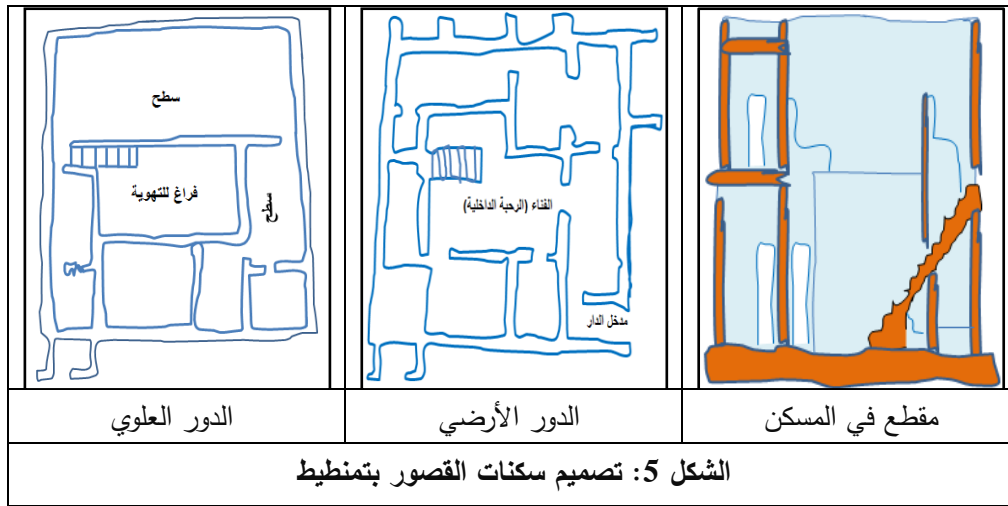 مدخل الدار
الفناء (الرحبة الداخلية)
سطح
فراغ للتهوية
سطح
مقطع في المسكن
الدور الأرضي
الدور العلوي
الشكل 5: تصميم سكنات القصور بتمنطيط